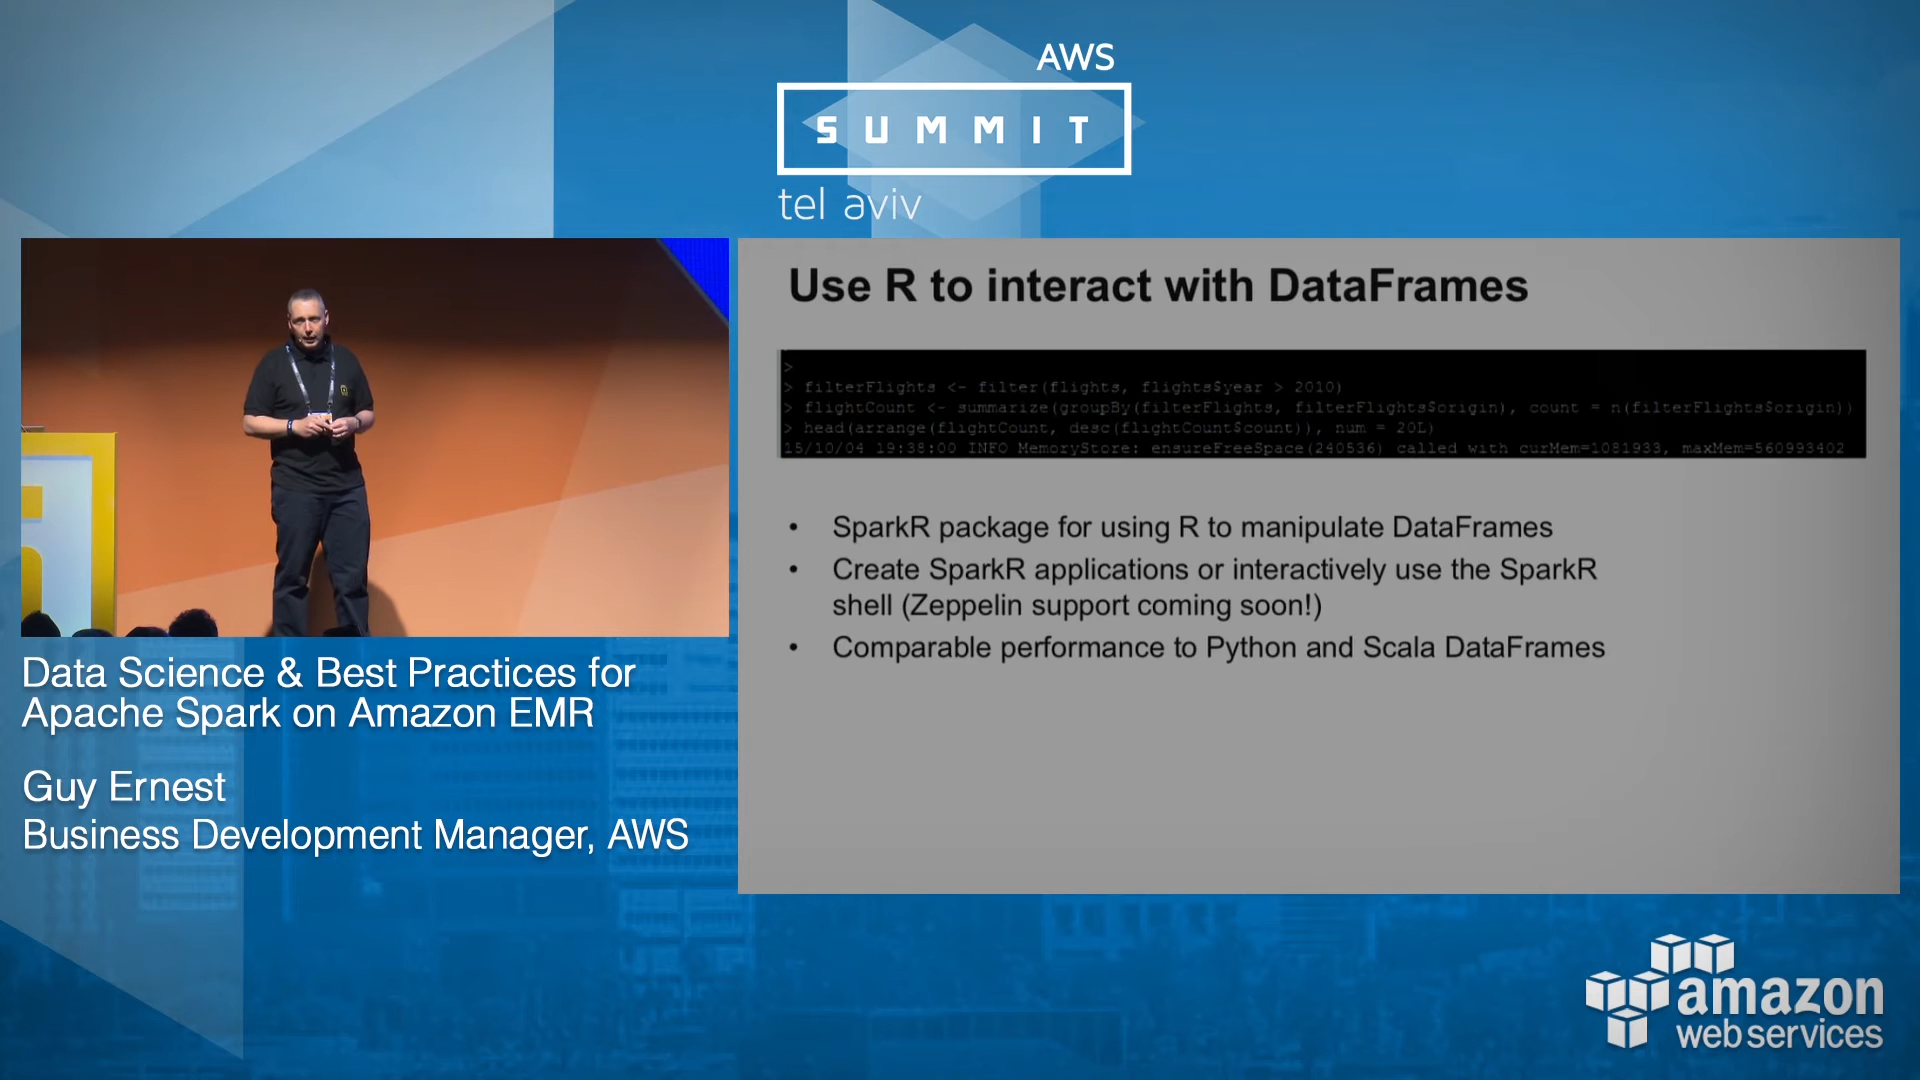 AWS
SUMMIT
tel aviv
Use R to interact with DataFrames
>
> filterFlights <- filter(flights, flights$year > 2010)
> flightCount <- summarize(groupBy(filterFlights, filterFlights$origin), count = n(filterFlights$origin))
> head(arrange(flightCount, desc(flightCount$count)), num = 20L)
15/10/04 19:38:00 INFO MemoryStore: ensureFreeSpace(240536) called with curMem=1081933, maxMem=560993402
• SparkR package for using R to manipulate DataFrames
• Create SparkR applications or interactively use the SparkR
shell (Zeppelin support coming soon!)
• Comparable performance to Python and Scala DataFrames
Data Science & Best Practices for
Apache Spark on Amazon EMR
Guy Ernest
Business Development Manager, AWS
amazon
web services